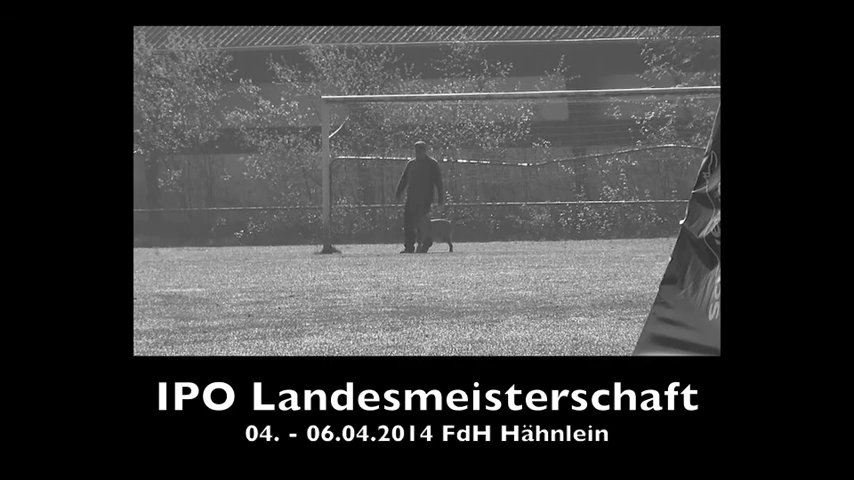 IPO Landesmeisterschaft
04. - 06.04.2014 FdH Hähnlein